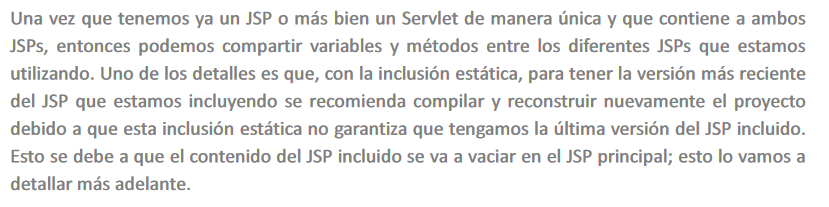 Una vez que tenemos ya un JSP o más bien un Servlet de manera única y que contiene a ambos
JSPs, entonces podemos compartir variables y métodos entre los diferentes JSPs que estamos
utilizando. Uno de los detalles es que, con la inclusión estática, para tener la versión más reciente
del JSP que estamos incluyendo se recomienda compilar y reconstruir nuevamente el proyecto
debido a que esta inclusión estática no garantiza que tengamos la última versión del JSP incluido.
Esto se debe a que el contenido del JSP incluido se va a vaciar en el JSP principal; esto lo vamos a
detallar más adelante.